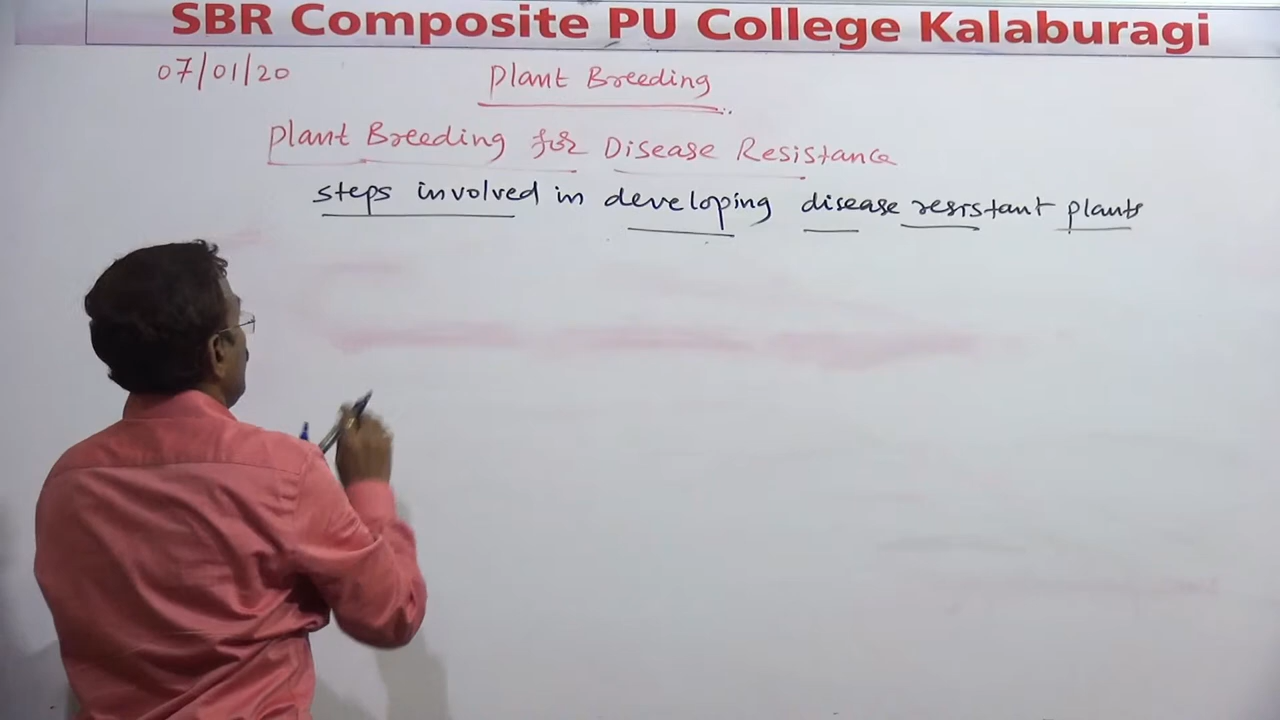 SBR Composite PU College Kalaburagi
07/01/20
Plant Breeding
Plant Breeding for Disease Resistance
steps involved in developing disease resistant plants